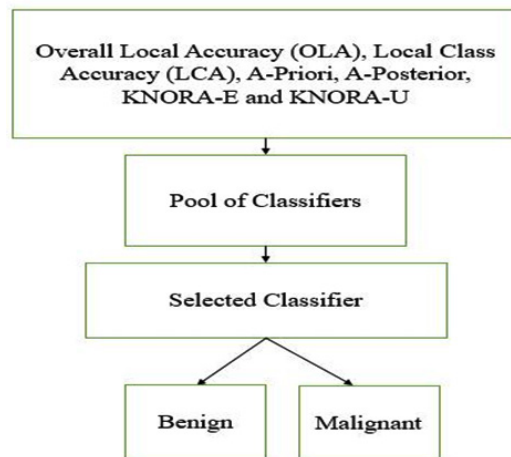 Overall Local Accuracy (OLA), Local Class
Accuracy (LCA), A-Priori, A-Posterior,
KNORA-E and KNORA-U
Pool of Classifiers
Selected Classifier
Benign
Malignant